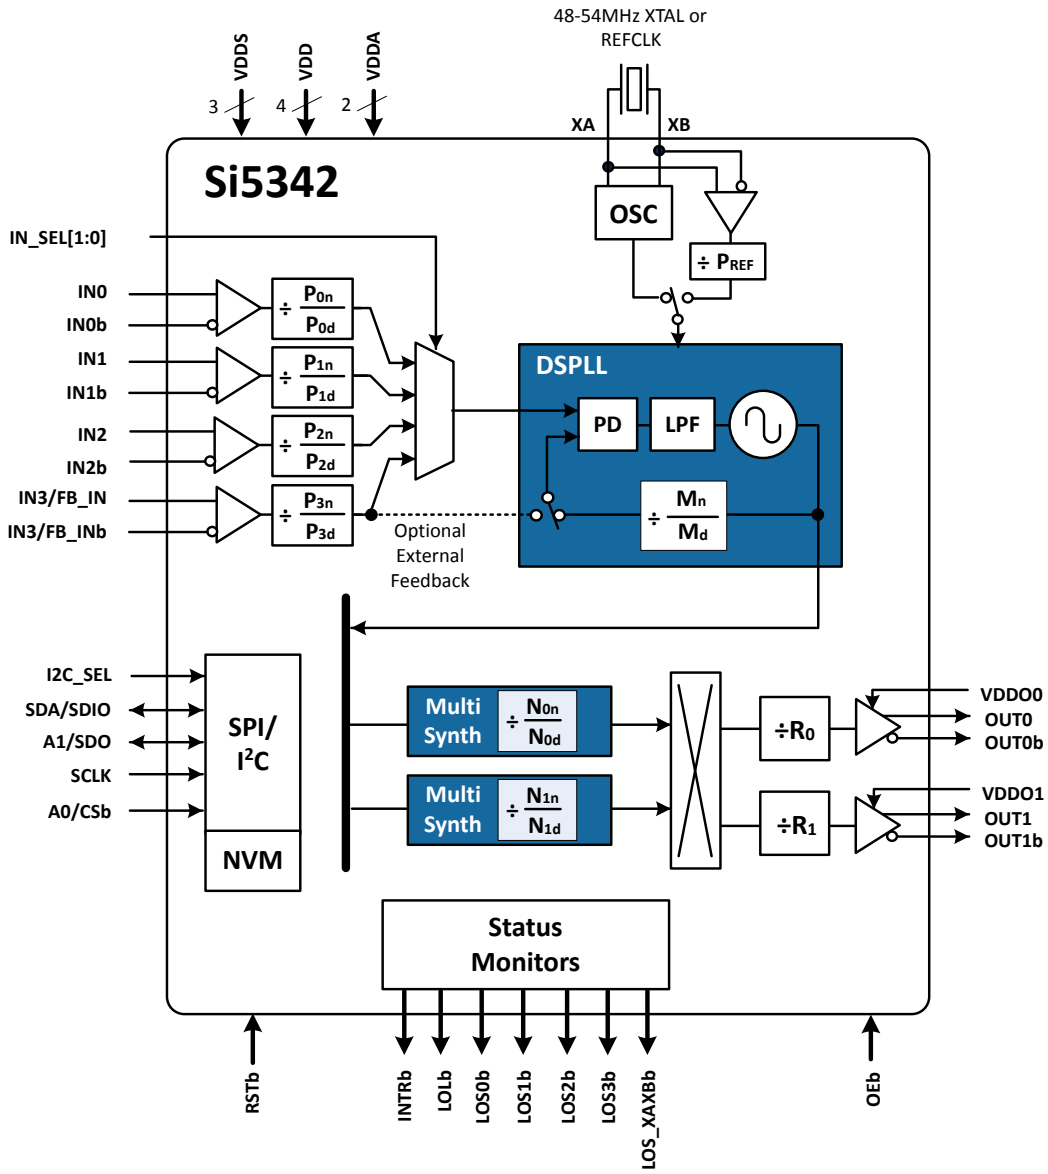 48-54MHz XTAL or
REFCLK
VDDS
VDD
VDDA
3
4
2
XA
XB
Si5342
OSC
÷ PREF
IN_SEL[1:0]
IN0
IN0b
÷ P0n
P0d
IN1
IN1b
÷ P1n
P1d
IN2
IN2b
÷ P2n
P2d
IN3/FB_IN
IN3/FB_INb
÷ P3n
P3d
DSPLL
PD
LPF
÷ Mn
Md
Optional
External
Feedback
I2C_SEL
SDA/SDIO
A1/SDO
SCLK
A0/CSb
SPI/
I²C
NVM
Multi
Synth
÷ N0n
N0d
Multi
Synth
÷ N1n
N1d
÷R0
÷R1
VDDO0
OUT0
OUT0b
VDDO1
OUT1
OUT1b
Status
Monitors
RSTb
INTRb
LOLb
LOS0b
LOS1b
LOS2b
LOS3b
LOS_XAXBb
OEb